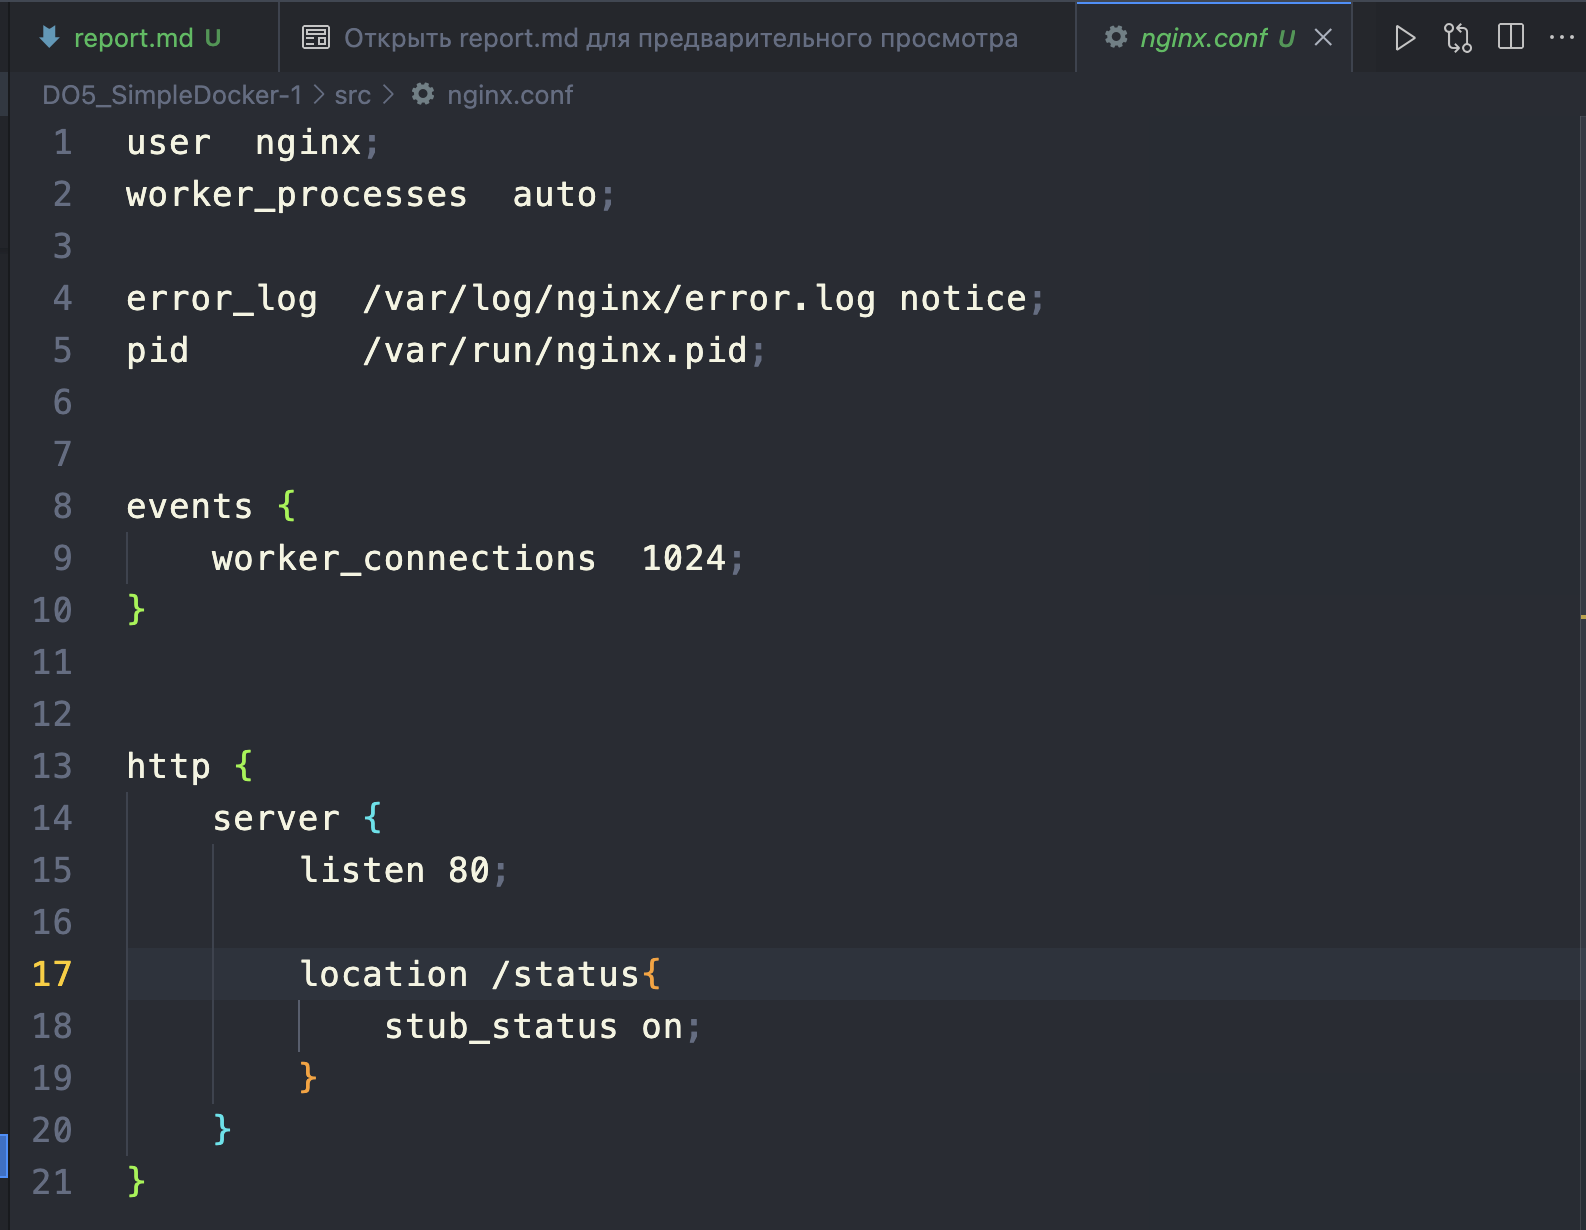 report.md U Открыть report.md для предварительного просмотра nginx.conf U
DO5_SimpleDocker-1 > src > nginx.conf
1 user  nginx;
2 worker_processes  auto;
3
4 error_log  /var/log/nginx/error.log notice;
5 pid        /var/run/nginx.pid;
6
7
8 events {
9     worker_connections  1024;
10 }
11
12
13 http {
14     server {
15         listen 80;
16
17         location /status{
18             stub_status on;
19         }
20     }
21 }